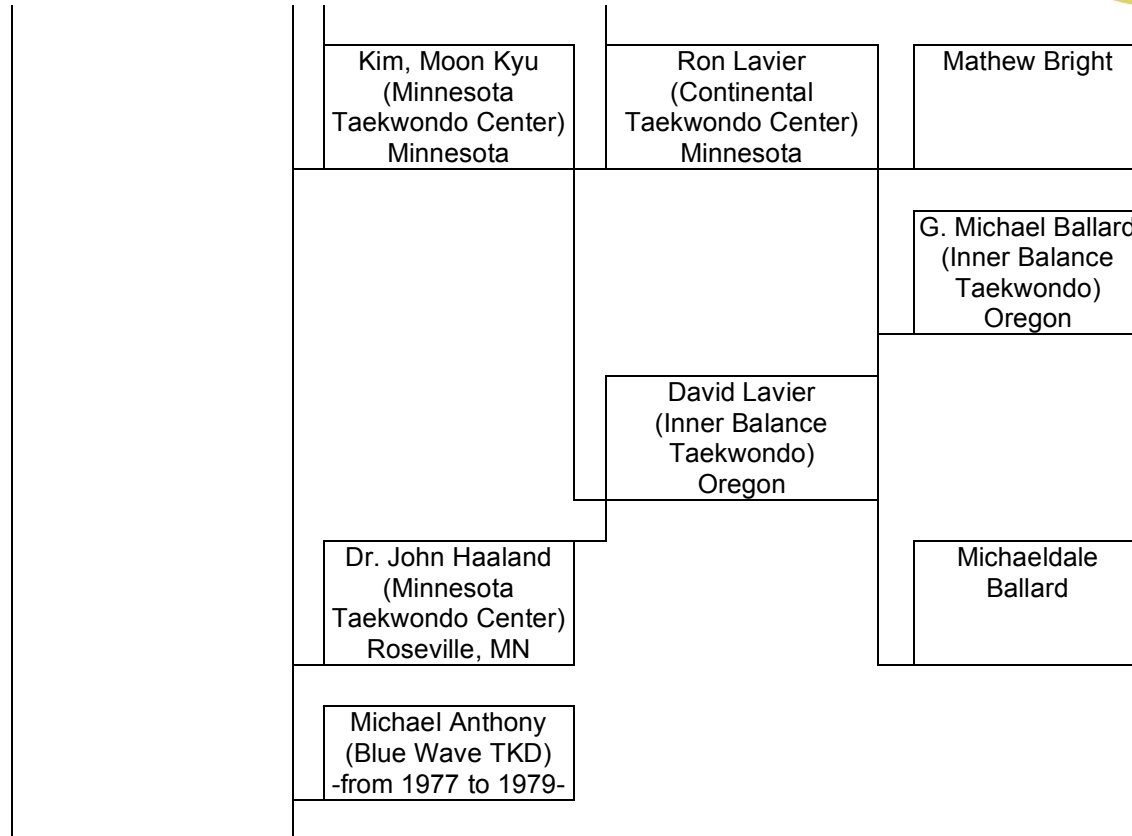 Kim, Moon Kyu
(Minnesota
Taekwondo Center)
Minnesota
Ron Lavier
(Continental
Taekwondo Center)
Minnesota
Mathew Bright
G. Michael Ballard
(Inner Balance
Taekwondo)
Oregon
David Lavier
(Inner Balance
Taekwondo)
Oregon
Dr. John Haaland
(Minnesota
Taekwondo Center)
Roseville, MN
Michaeldale
Ballard
Michael Anthony
(Blue Wave TKD)
-from 1977 to 1979-